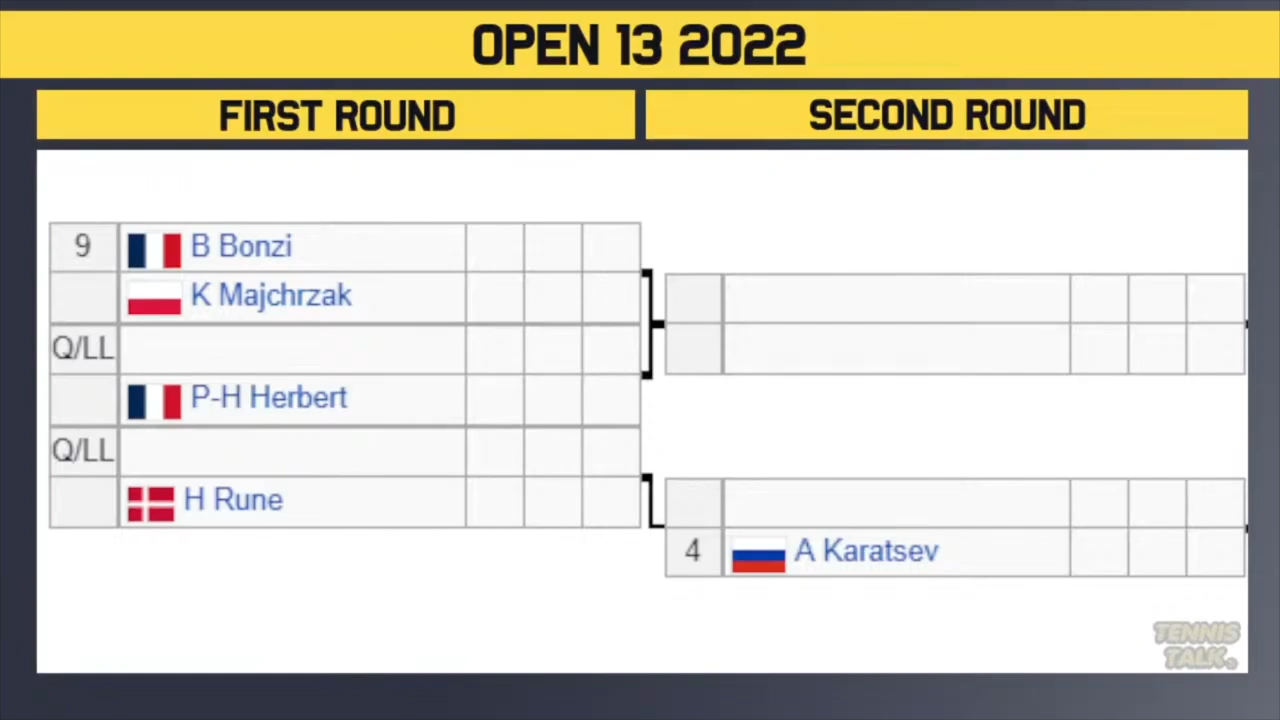 OPEN 13 2022
FIRST ROUND
SECOND ROUND
9 B Bonzi
K Majchrzak
Q/LL
P-H Herbert
Q/LL
H Rune
4 A Karatsev
TENNIS
TALK